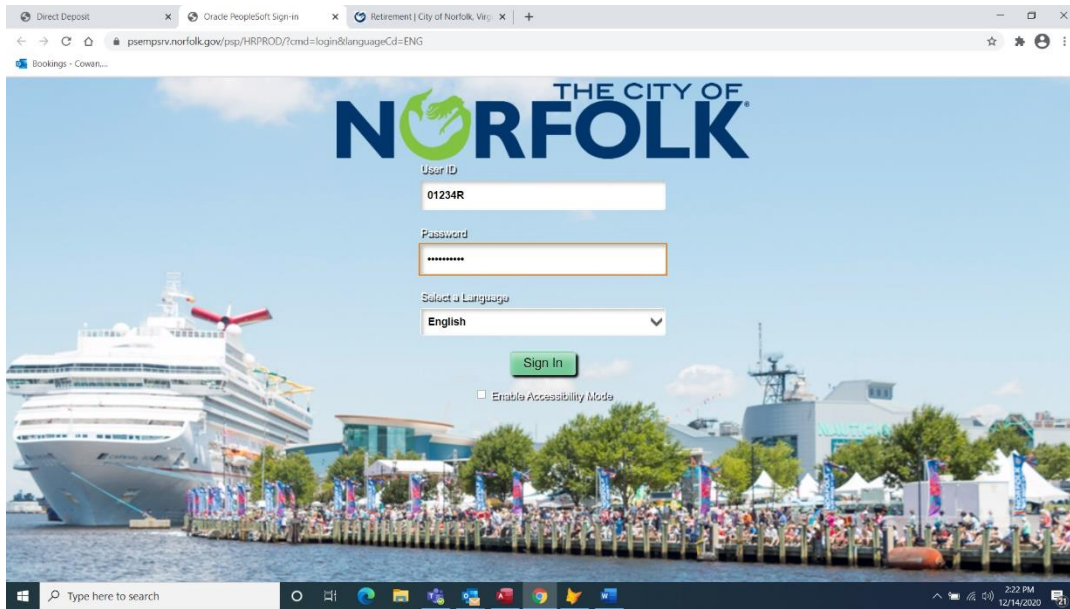 Direct Deposit
Oracle PeopleSoft Sign-in
Retirement | City of Norfolk, Virg
psempsrv.norfolk.gov/psp/HRPROD/?cmd=login&languageCd=ENG
Bookings - Cowan,...
THE CITY OF
NORFOLK
User ID
01234R
Password
••••••••••
Select a Language
English
Sign In
Enable Accessibility Mode
NAUTICUS
Type here to search
2:22 PM
12/14/2020
21